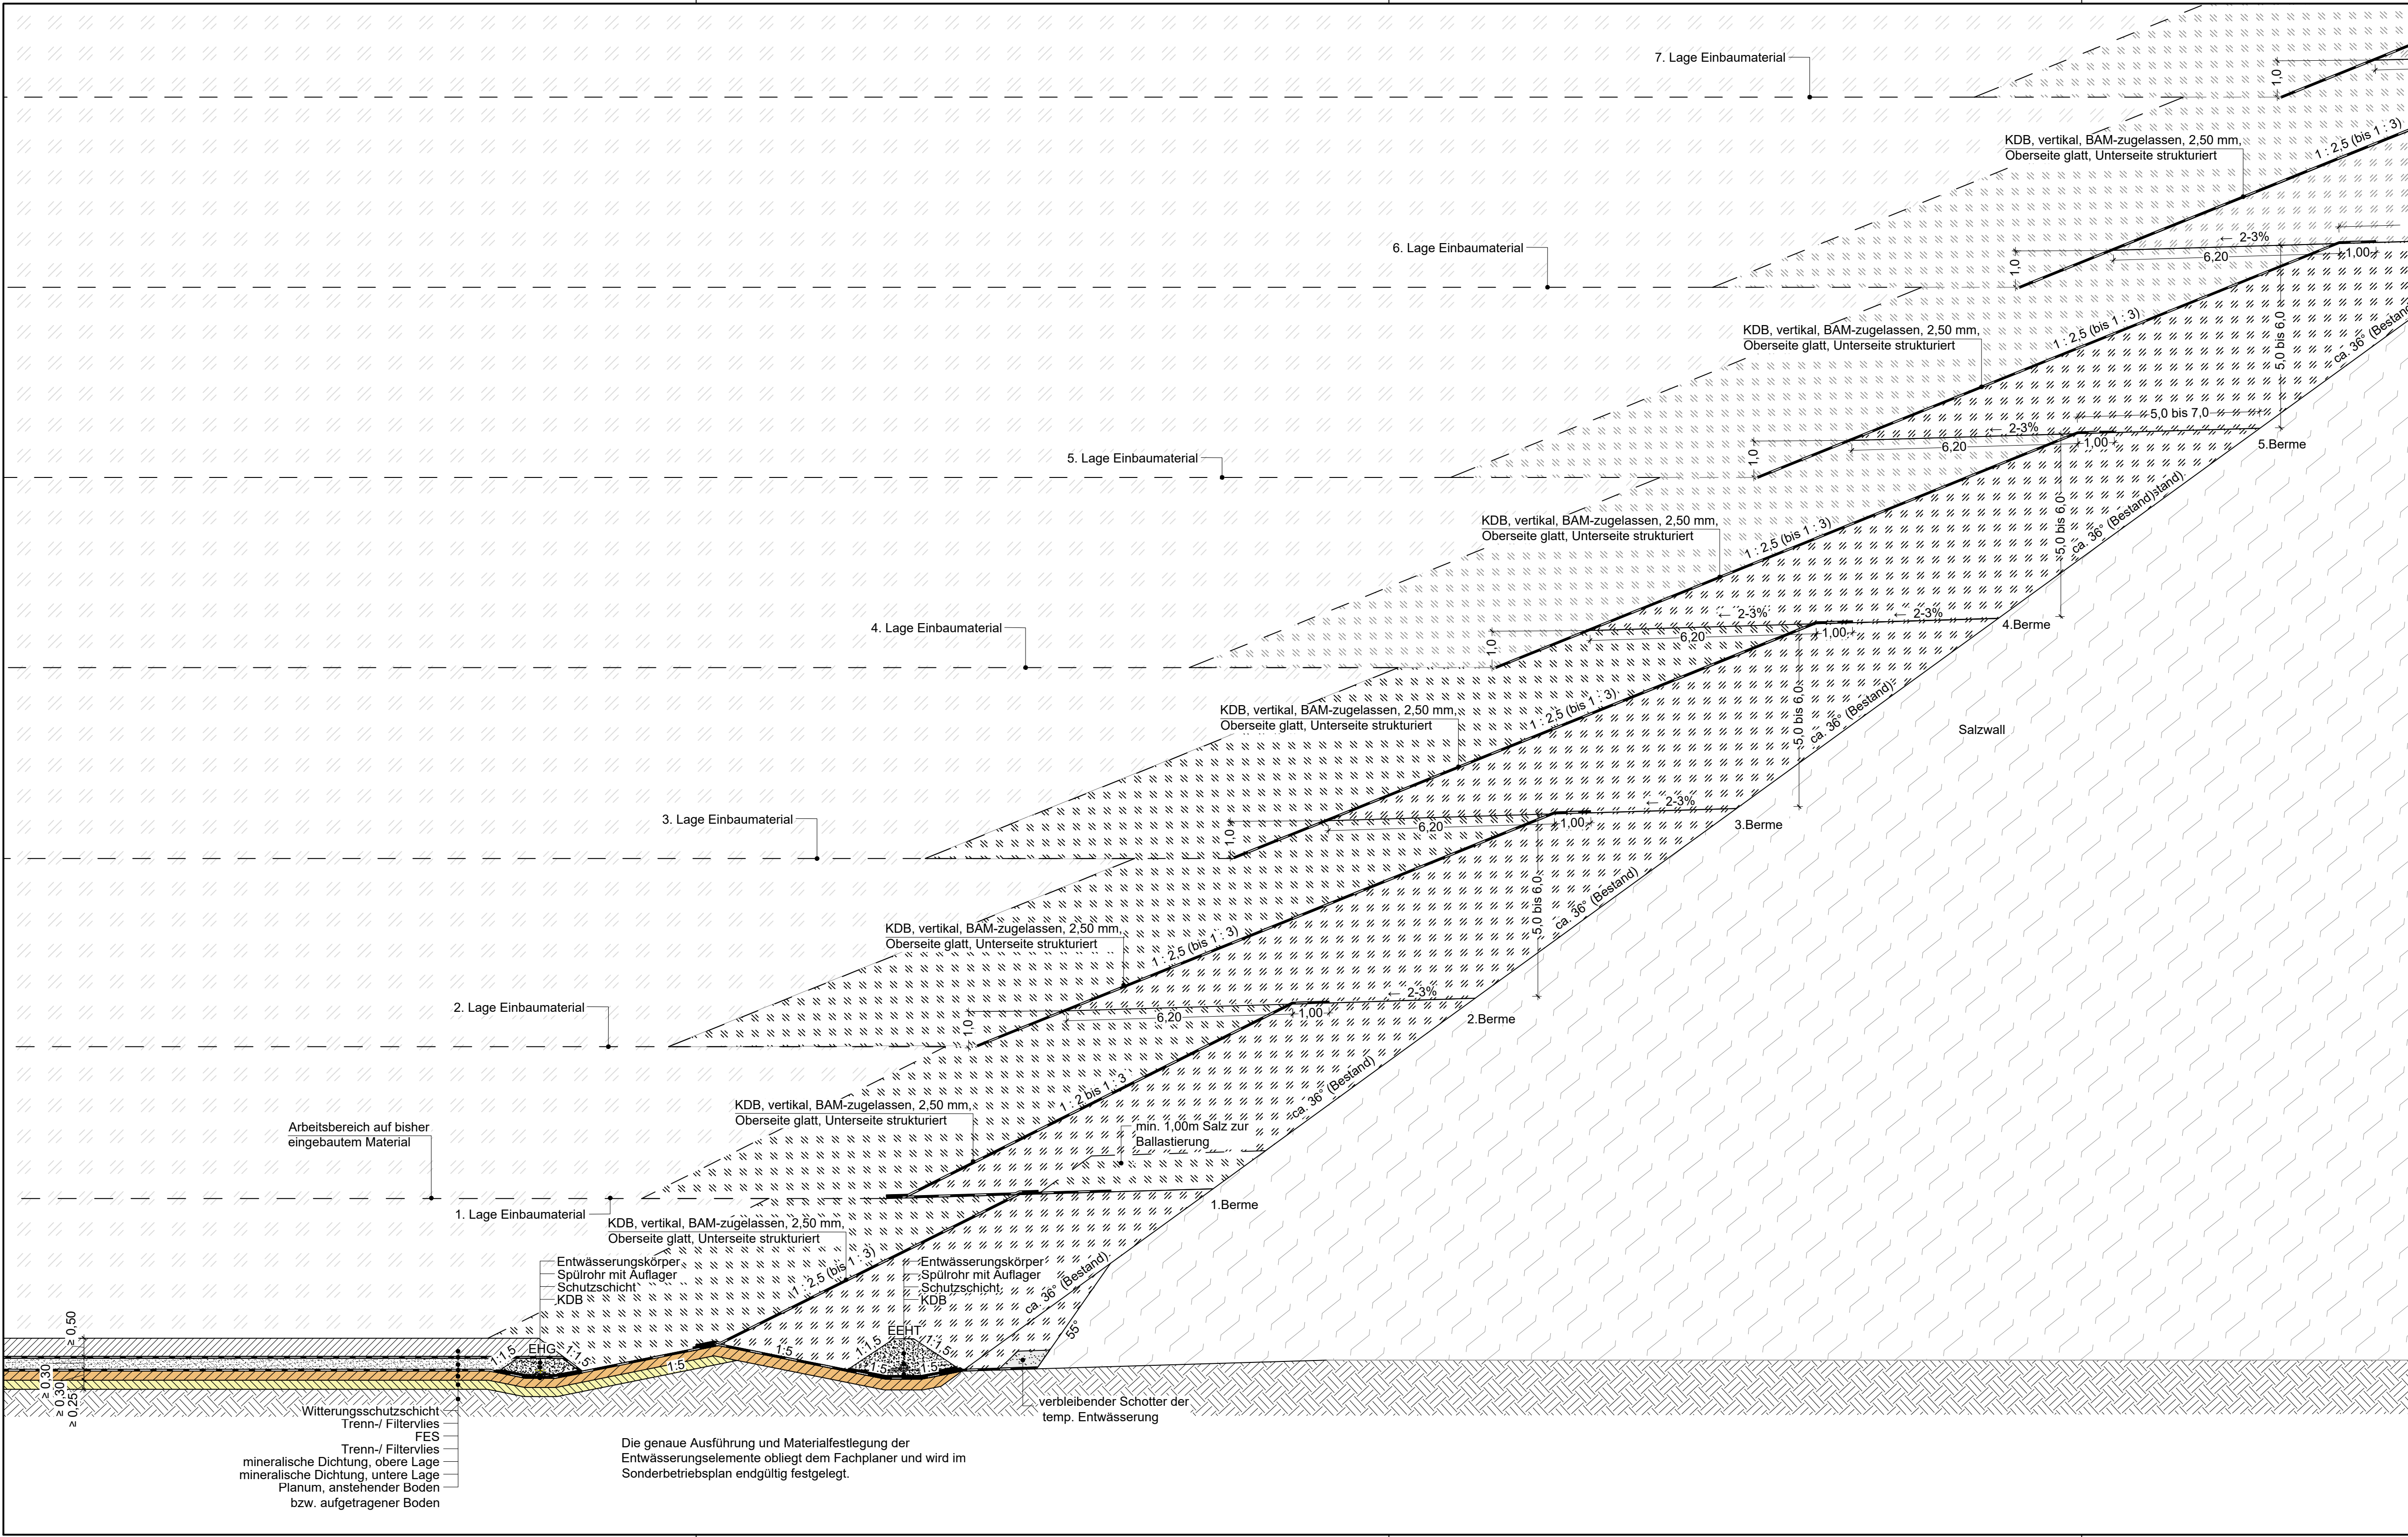 7. Lage Einbaumaterial
1,0
KDB, vertikal, BAM-zugelassen, 2,50 mm,
Oberseite glatt, Unterseite strukturiert
1 : 2,5 (bis 1 : 3)
6. Lage Einbaumaterial
1,0
← 2-3%
6,20
1,00
KDB, vertikal, BAM-zugelassen, 2,50 mm,
Oberseite glatt, Unterseite strukturiert
1 : 2,5 (bis 1 : 3)
5,0 bis 6,0
ca. 36° (Bestand
5. Lage Einbaumaterial
1,0
← 2-3%
6,20
1,00
5,0 bis 7,0
5.Berme
KDB, vertikal, BAM-zugelassen, 2,50 mm,
Oberseite glatt, Unterseite strukturiert
1 : 2,5 (bis 1 : 3)
5,0 bis 6,0
ca. 36° (Bestand)
stand)
4. Lage Einbaumaterial
1,0
← 2-3%
6,20
1,00
← 2-3%
4.Berme
KDB, vertikal, BAM-zugelassen, 2,50 mm,
Oberseite glatt, Unterseite strukturiert
1 : 2,5 (bis 1 : 3)
5,0 bis 6,0
ca. 36° (Bestand)
Salzwall
3. Lage Einbaumaterial
1,0
6,20
1,00
← 2-3%
3.Berme
KDB, vertikal, BAM-zugelassen, 2,50 mm,
Oberseite glatt, Unterseite strukturiert
1 : 2,5 (bis 1 : 3)
5,0 bis 6,0
ca. 36° (Bestand)
2. Lage Einbaumaterial
1,0
6,20
1,00
← 2-3%
2.Berme
KDB, vertikal, BAM-zugelassen, 2,50 mm,
Oberseite glatt, Unterseite strukturiert
1 : 2 bis 1 : 3
ca. 36° (Bestand)
min. 1,00m Salz zur
Ballastierung
Arbeitsbereich auf bisher
eingebautem Material
1. Lage Einbaumaterial
1.Berme
KDB, vertikal, BAM-zugelassen, 2,50 mm,
Oberseite glatt, Unterseite strukturiert
1 : 2,5 (bis 1 : 3)
ca. 36° (Bestand)
55°
Entwässerungskörper
Spülrohr mit Auflager
Schutzschicht
KDB
Entwässerungskörper
Spülrohr mit Auflager
Schutzschicht
KDB
EHG
1:1,5
1:1,5
1:5
1:5
EEHT
1:1,5
1:1,5
1:5
1:5
≥ 0,50
≥ 0,30
≥ 0,30
≥ 0,25
Witterungsschutzschicht
Trenn-/ Filtervlies
FES
Trenn-/ Filtervlies
mineralische Dichtung, obere Lage
mineralische Dichtung, untere Lage
Planum, anstehender Boden
bzw. aufgetragener Boden
verbleibender Schotter der
temp. Entwässerung
Die genaue Ausführung und Materialfestlegung der
Entwässerungselemente obliegt dem Fachplaner und wird im
Sonderbetriebsplan endgültig festgelegt.